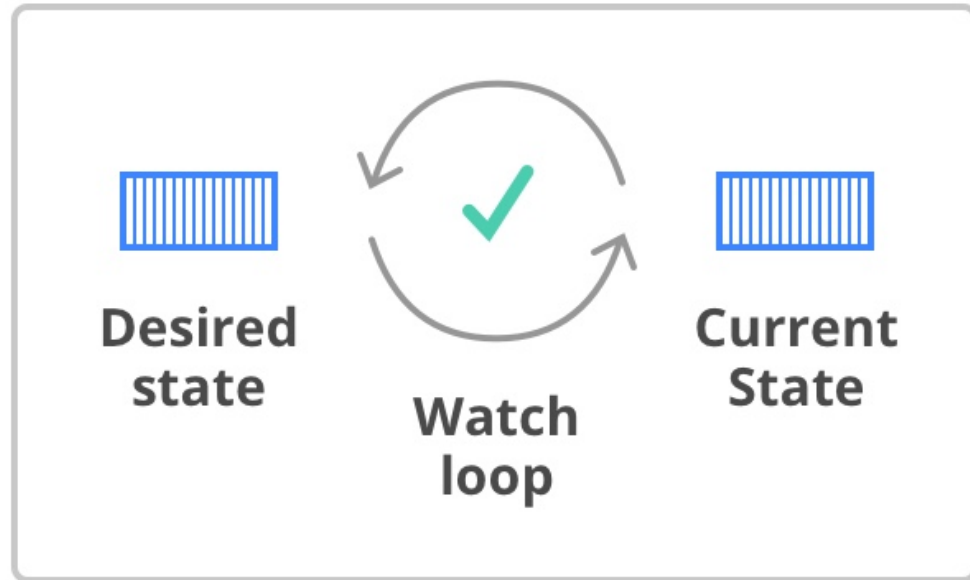 Desired
state
Watch
loop
Current
State